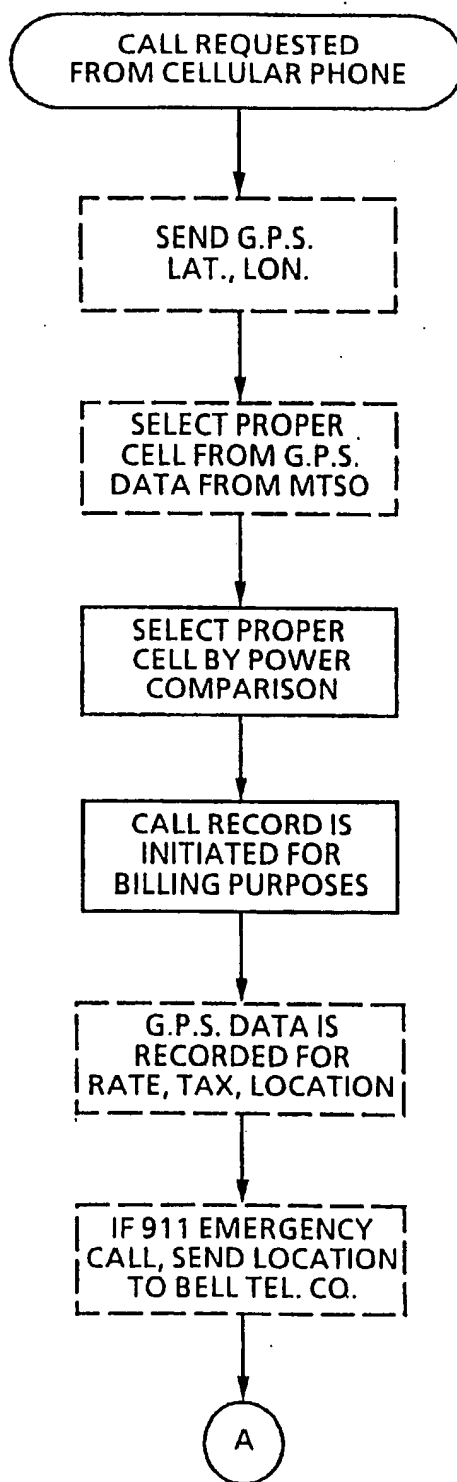 CALL REQUESTED
FROM CELLULAR PHONE
SEND G.P.S.
LAT., LON.
SELECT PROPER
CELL FROM G.P.S.
DATA FROM MTSO
SELECT PROPER
CELL BY POWER
COMPARISON
CALL RECORD IS
INITIATED FOR
BILLING PURPOSES
G.P.S. DATA IS
RECORDED FOR
RATE, TAX, LOCATION
IF 911 EMERGENCY
CALL, SEND LOCATION
TO BELL TEL. CO.
A